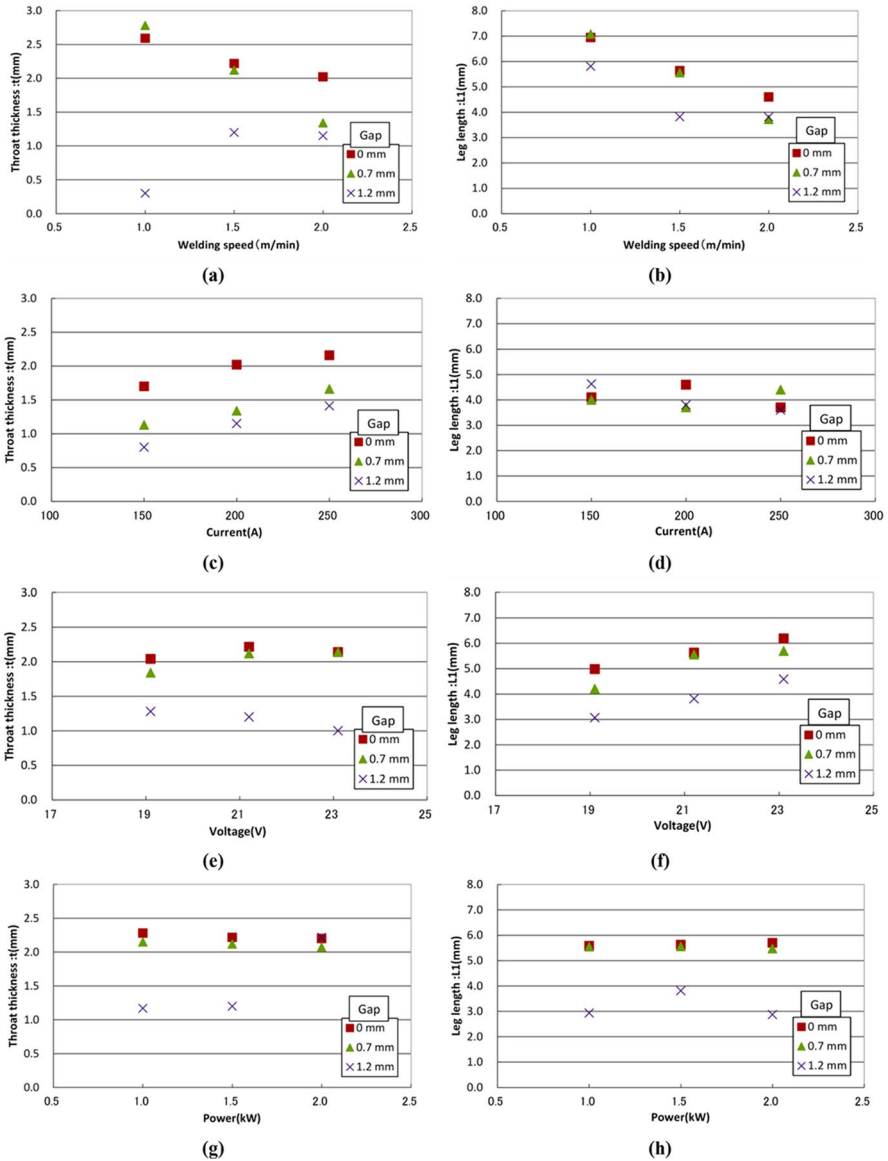 Throat thickness :t(mm)
3.0
2.5
2.0
1.5
1.0
0.5
0.0
0.5
1.0
1.5
2.0
2.5
Welding speed(m/min)
Gap
0 mm
0.7 mm
1.2 mm
(a)
Leg length :L1(mm)
8.0
7.0
6.0
5.0
4.0
3.0
2.0
1.0
0.0
0.5
1.0
1.5
2.0
2.5
Welding speed(m/min)
Gap
0 mm
0.7 mm
1.2 mm
(b)
Throat thickness :t(mm)
3.0
2.5
2.0
1.5
1.0
0.5
0.0
100
150
200
250
300
Current(A)
Gap
0 mm
0.7 mm
1.2 mm
(c)
Leg length :L1(mm)
8.0
7.0
6.0
5.0
4.0
3.0
2.0
1.0
0.0
100
150
200
250
300
Current(A)
Gap
0 mm
0.7 mm
1.2 mm
(d)
Throat thickness :t(mm)
3.0
2.5
2.0
1.5
1.0
0.5
0.0
17
19
21
23
25
Voltage(V)
Gap
0 mm
0.7 mm
1.2 mm
(e)
Leg length :L1(mm)
8.0
7.0
6.0
5.0
4.0
3.0
2.0
1.0
0.0
17
19
21
23
25
Voltage(V)
Gap
0 mm
0.7 mm
1.2 mm
(f)
Throat thickness :t(mm)
3.0
2.5
2.0
1.5
1.0
0.5
0.0
0.5
1.0
1.5
2.0
2.5
Power(kW)
Gap
0 mm
0.7 mm
1.2 mm
(g)
Leg length :L1(mm)
8.0
7.0
6.0
5.0
4.0
3.0
2.0
1.0
0.0
0.5
1.0
1.5
2.0
2.5
Power(kW)
Gap
0 mm
0.7 mm
1.2 mm
(h)